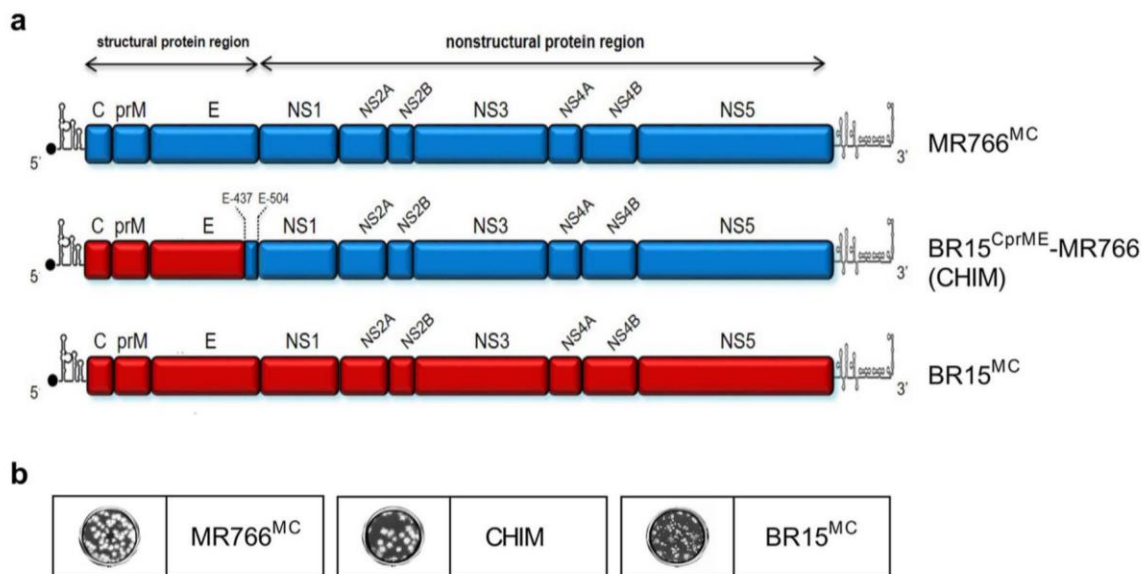 a
structural protein region
nonstructural protein region
C prM E NS1 NS2A NS2B NS3 NS4A NS4B NS5
5' 3' MR766MC
E-437 E-504
C prM E NS1 NS2A NS2B NS3 NS4A NS4B NS5
5' 3' BR15CprME-MR766
(CHIM)
C prM E NS1 NS2A NS2B NS3 NS4A NS4B NS5
5' 3' BR15MC
b
MR766MC CHIM BR15MC